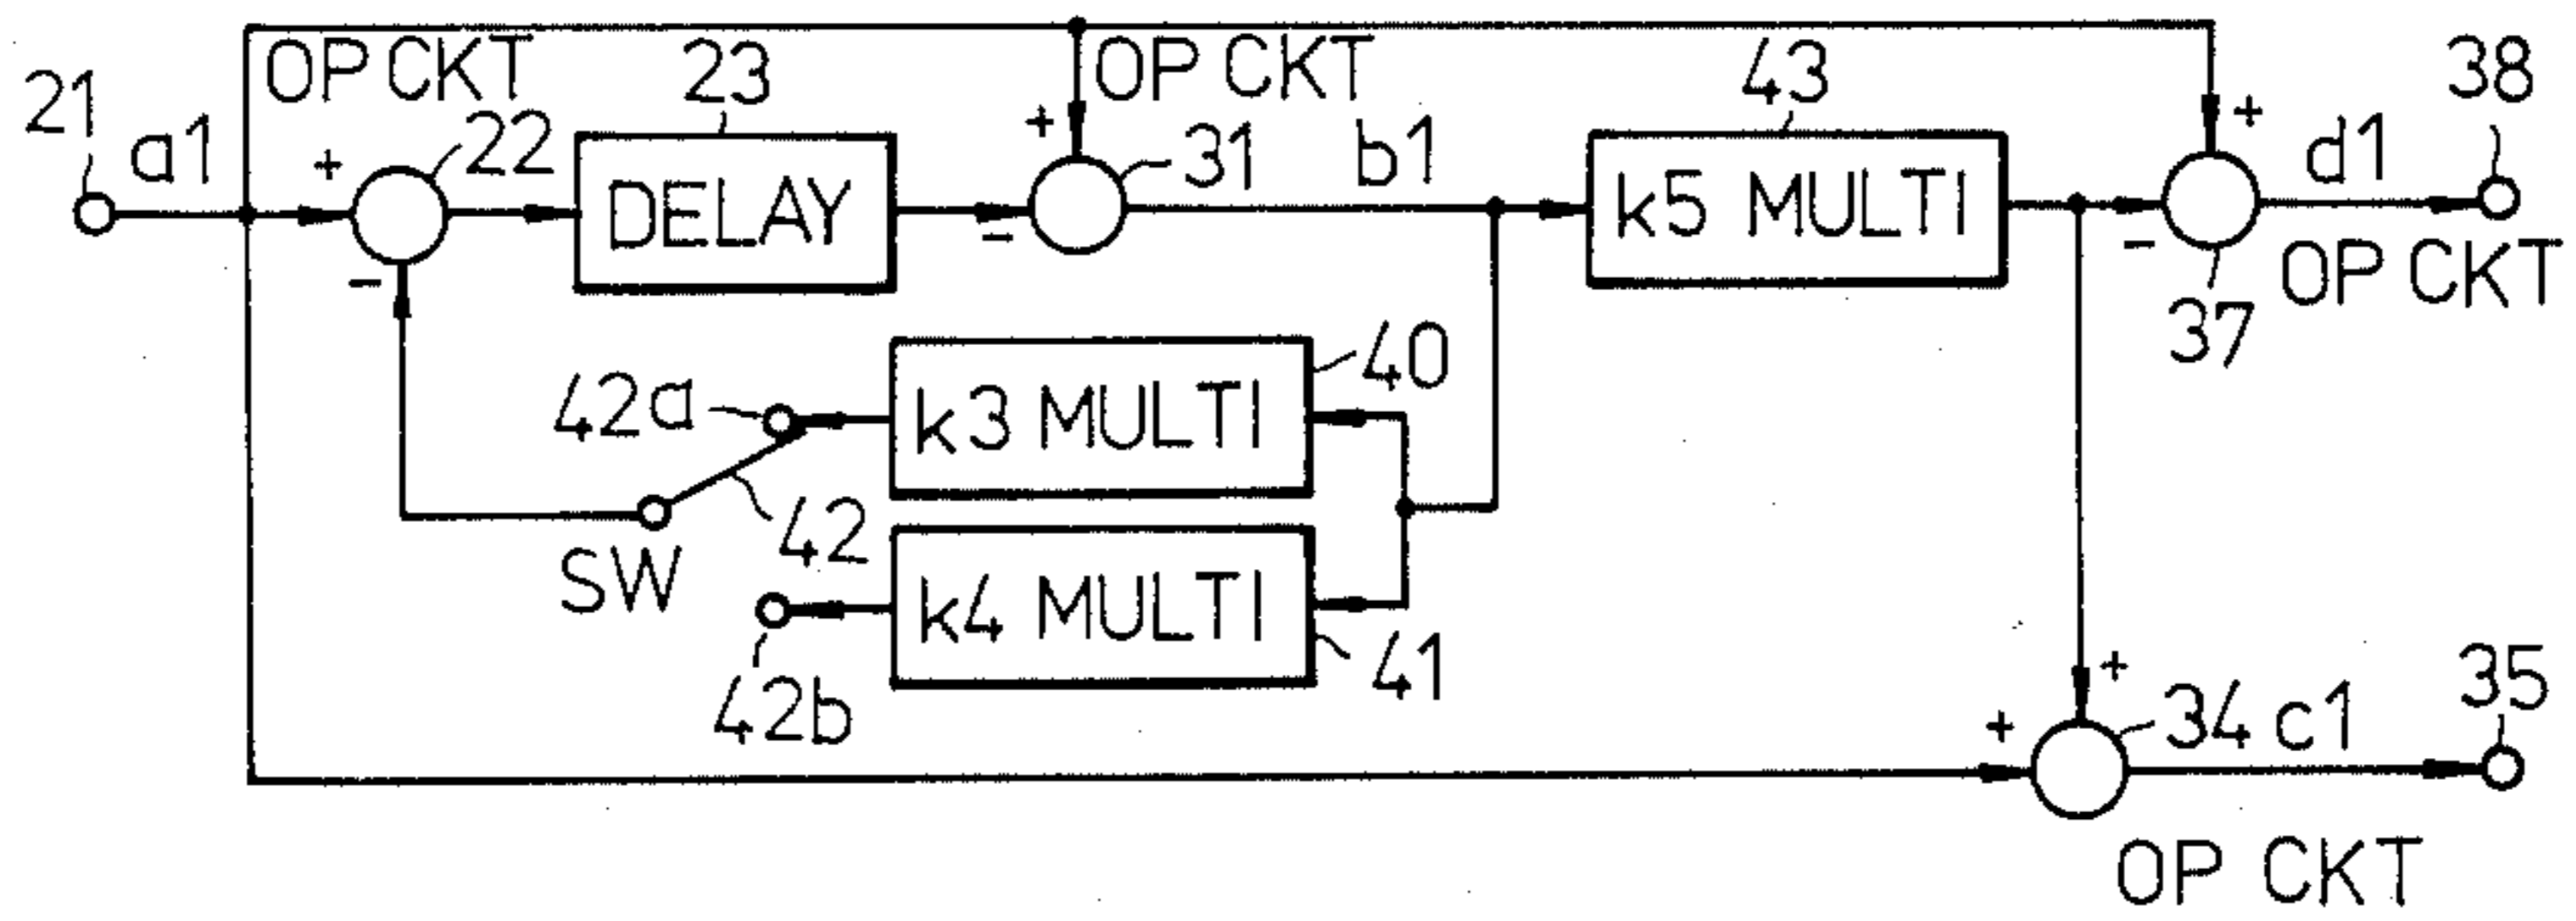 OP CKT
23
OP CKT
43
38
21
a1
+
22
+
31
b1
+
d1
DELAY
-
k5 MULTI
-
OP CKT
-
37
40
42a
k3 MULTI
42
SW
k4 MULTI
41
42b
+
+
34
c1
35
OP CKT